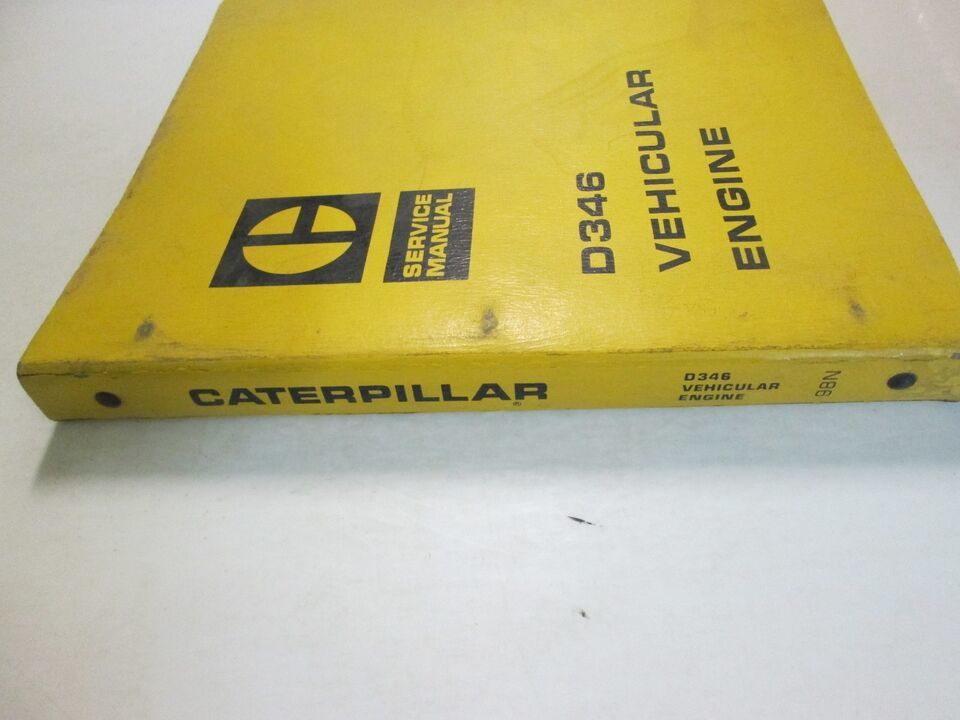 SERVICE
MANUAL
D346
VEHICULAR
ENGINE
CATERPILLAR
®
D346
VEHICULAR
ENGINE
98N